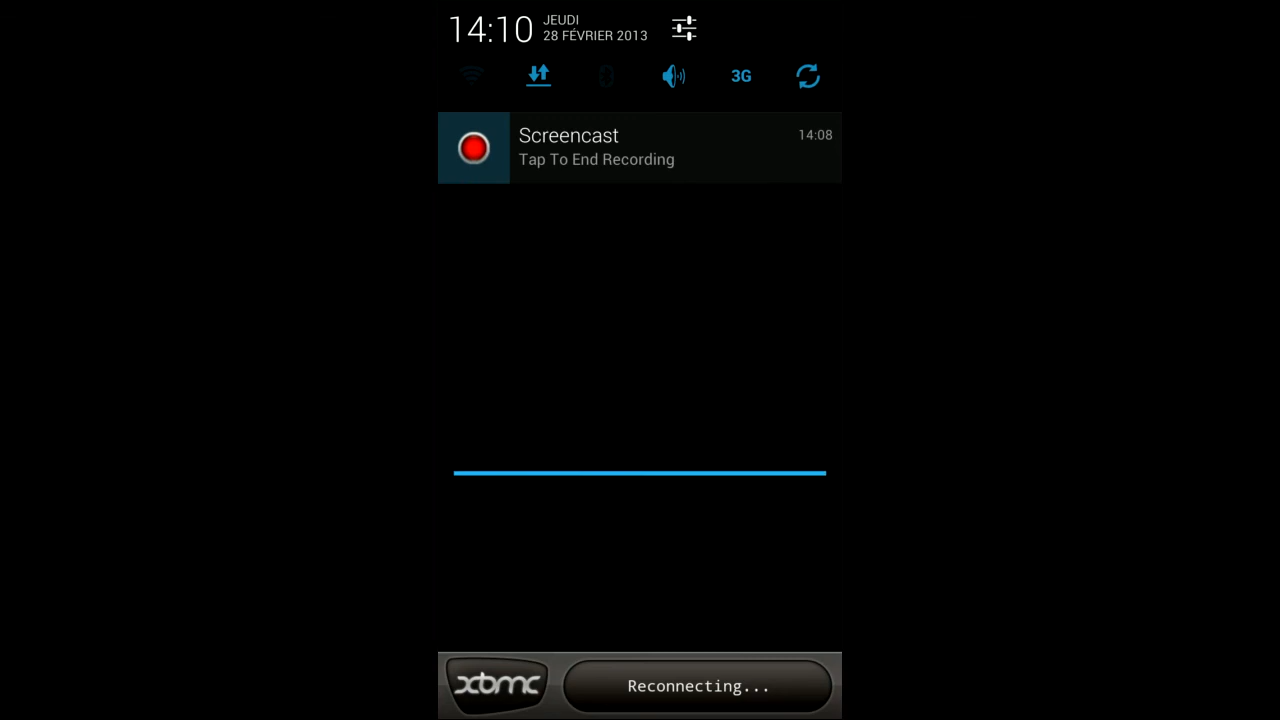 14:10
JEUDI
28 FÉVRIER 2013
3G
Screencast
14:08
Tap To End Recording
xbmc
Reconnecting...